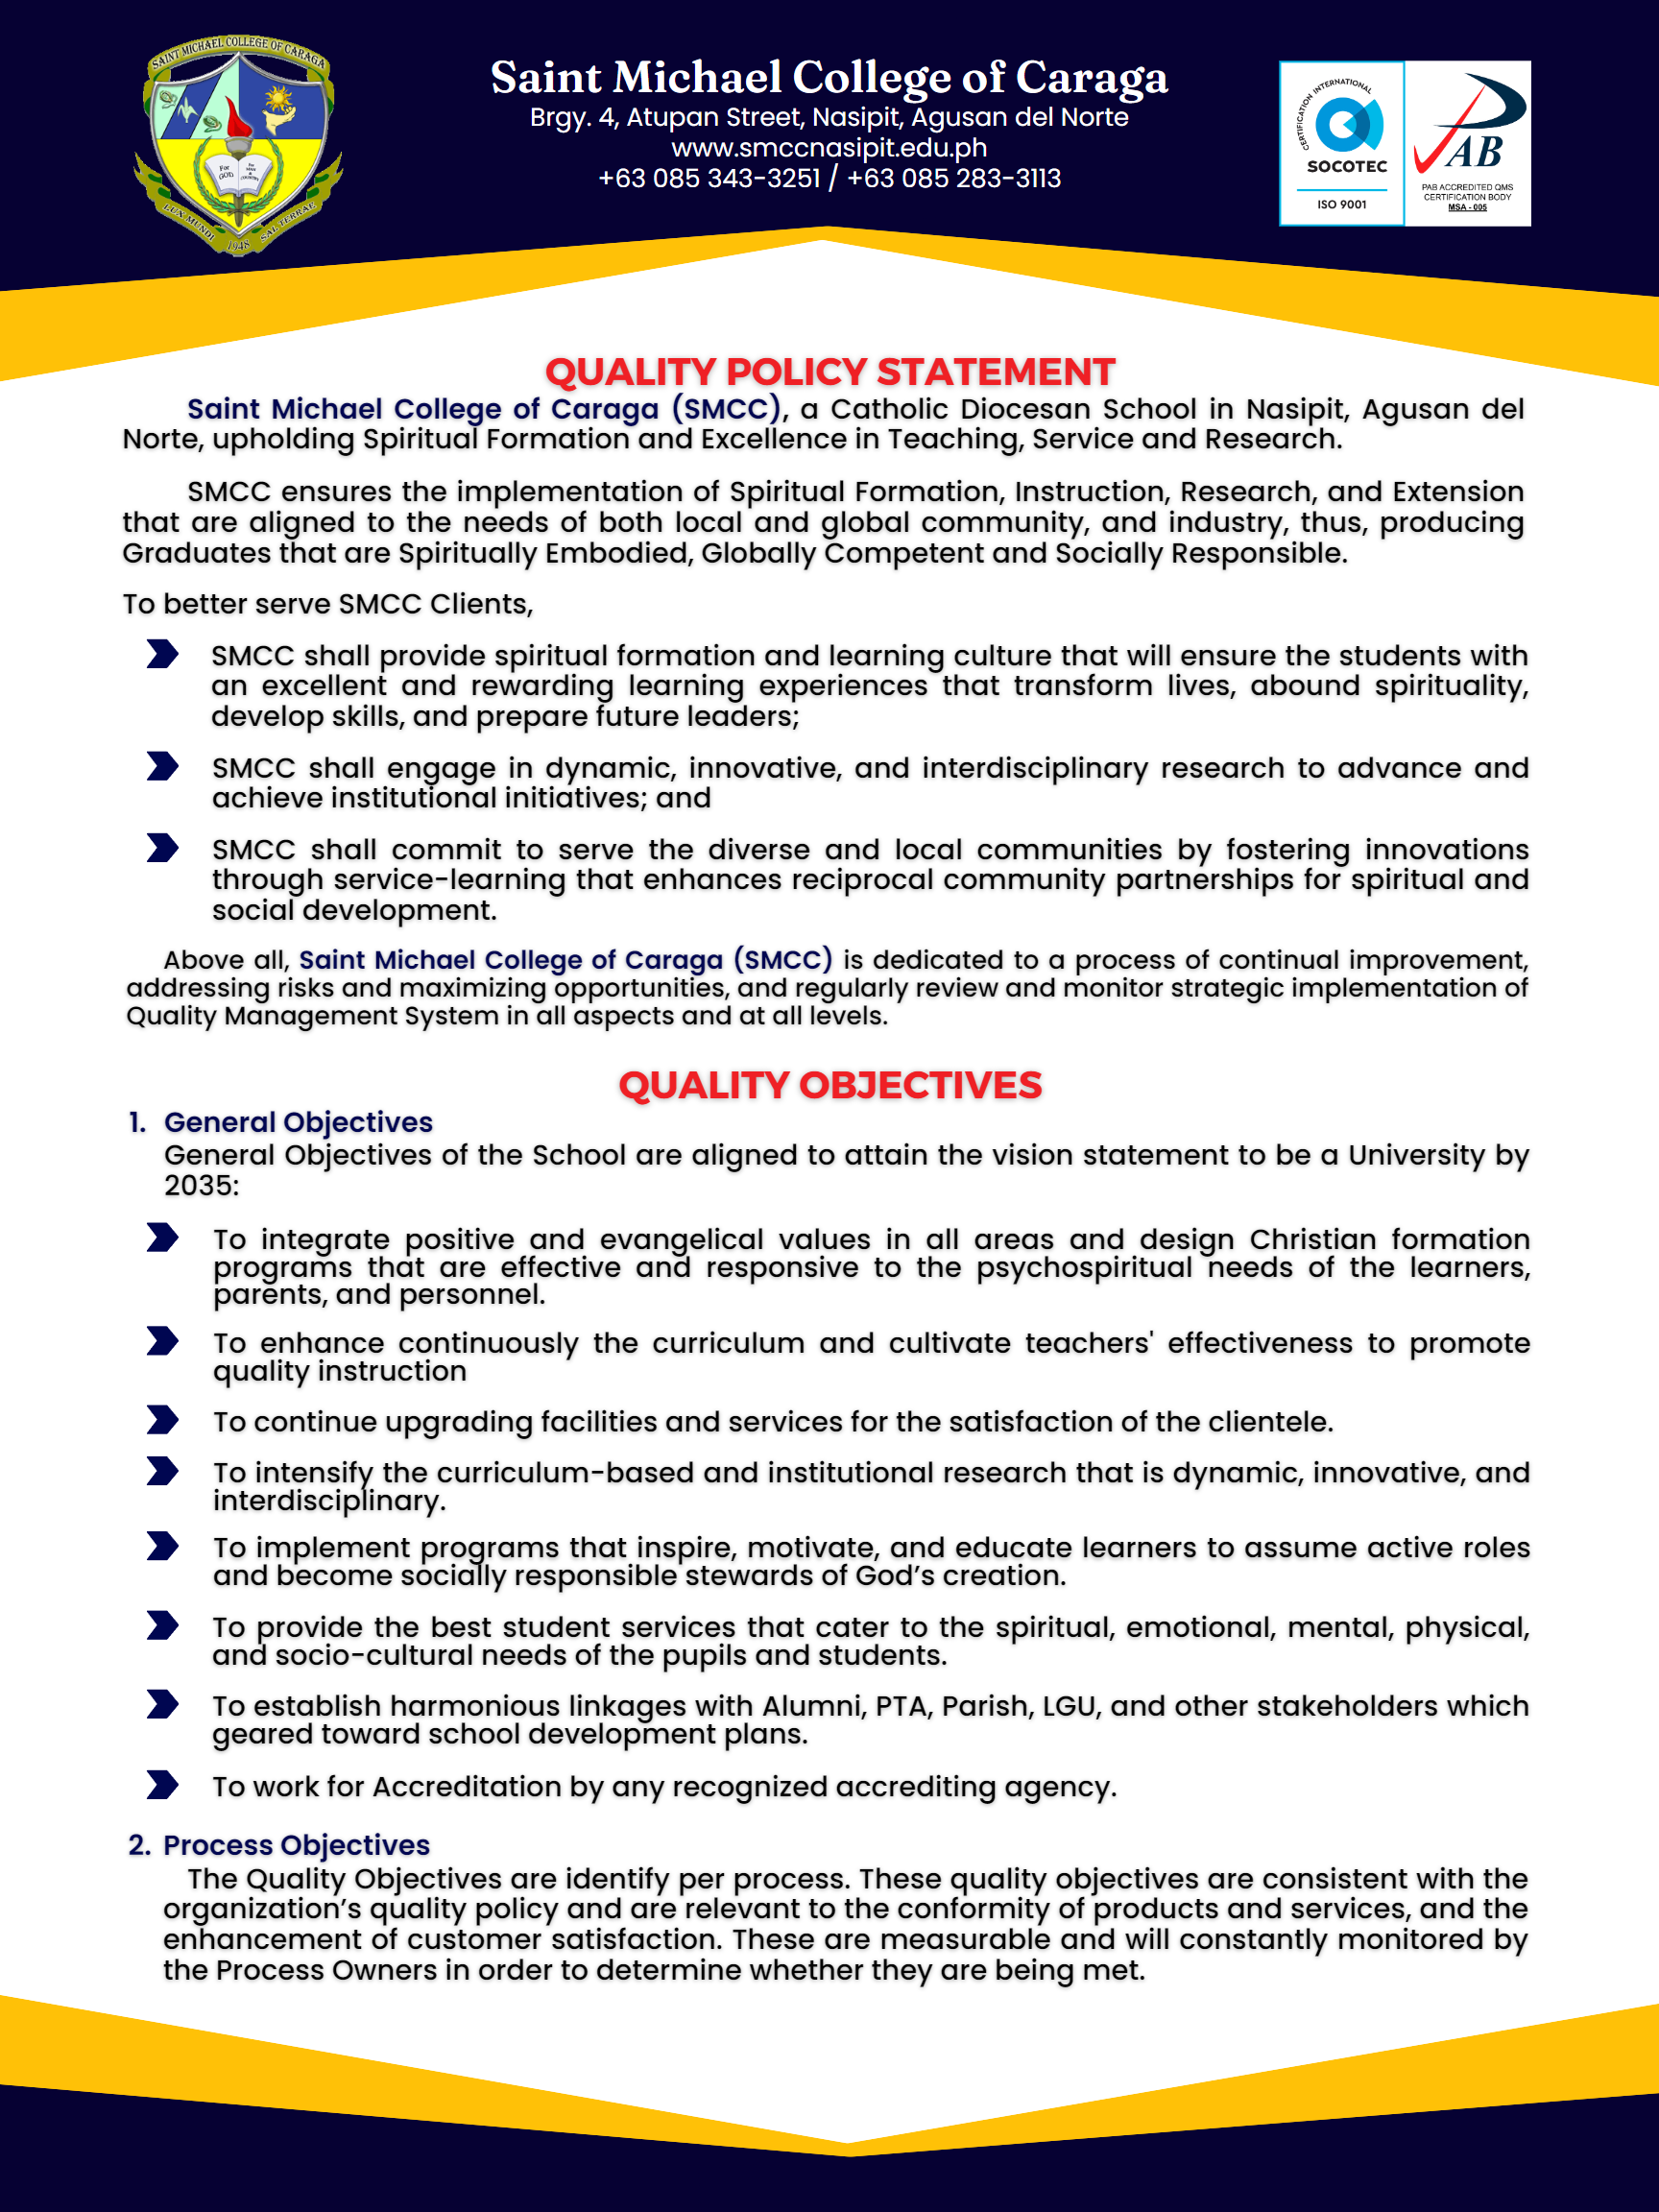 SAINT MICHAEL COLLEGE OF CARAGA
For GOD
For MAN & COUNTRY
LUX MUNDI
1948
SAL TERRAE
Saint Michael College of Caraga
Brgy. 4, Atupan Street, Nasipit, Agusan del Norte
www.smccnasipit.edu.ph
+63 085 343-3251 / +63 085 283-3113
CERTIFICATION INTERNATIONAL
SOCOTEC
ISO 9001
PAB
PAB ACCREDITED QMS
CERTIFICATION BODY
MSA - 005
QUALITY POLICY STATEMENT
Saint Michael College of Caraga (SMCC), a Catholic Diocesan School in Nasipit, Agusan del
Norte, upholding Spiritual Formation and Excellence in Teaching, Service and Research.
SMCC ensures the implementation of Spiritual Formation, Instruction, Research, and Extension
that are aligned to the needs of both local and global community, and industry, thus, producing
Graduates that are Spiritually Embodied, Globally Competent and Socially Responsible.
To better serve SMCC Clients,
SMCC shall provide spiritual formation and learning culture that will ensure the students with
an excellent and rewarding learning experiences that transform lives, abound spirituality,
develop skills, and prepare future leaders;
SMCC shall engage in dynamic, innovative, and interdisciplinary research to advance and
achieve institutional initiatives; and
SMCC shall commit to serve the diverse and local communities by fostering innovations
through service-learning that enhances reciprocal community partnerships for spiritual and
social development.
Above all, Saint Michael College of Caraga (SMCC) is dedicated to a process of continual improvement,
addressing risks and maximizing opportunities, and regularly review and monitor strategic implementation of
Quality Management System in all aspects and at all levels.
QUALITY OBJECTIVES
1. General Objectives
General Objectives of the School are aligned to attain the vision statement to be a University by
2035:
To integrate positive and evangelical values in all areas and design Christian formation
programs that are effective and responsive to the psychospiritual needs of the learners,
parents, and personnel.
To enhance continuously the curriculum and cultivate teachers' effectiveness to promote
quality instruction
To continue upgrading facilities and services for the satisfaction of the clientele.
To intensify the curriculum-based and institutional research that is dynamic, innovative, and
interdisciplinary.
To implement programs that inspire, motivate, and educate learners to assume active roles
and become socially responsible stewards of God’s creation.
To provide the best student services that cater to the spiritual, emotional, mental, physical,
and socio-cultural needs of the pupils and students.
To establish harmonious linkages with Alumni, PTA, Parish, LGU, and other stakeholders which
geared toward school development plans.
To work for Accreditation by any recognized accrediting agency.
2. Process Objectives
The Quality Objectives are identify per process. These quality objectives are consistent with the
organization’s quality policy and are relevant to the conformity of products and services, and the
enhancement of customer satisfaction. These are measurable and will constantly monitored by
the Process Owners in order to determine whether they are being met.